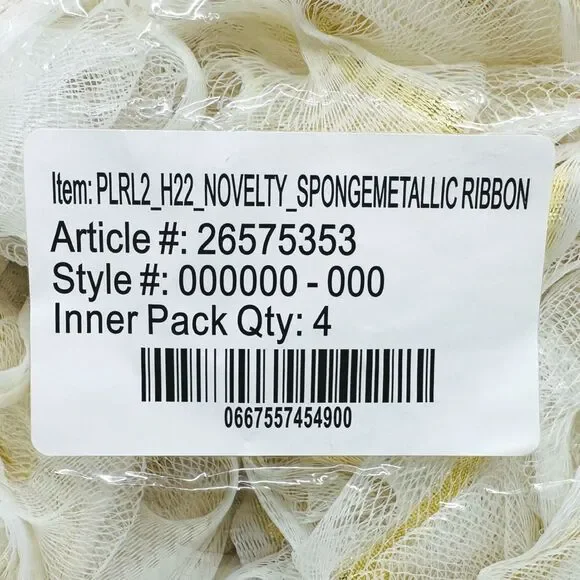 Item: PLRL2_H22_NOVELTY_SPONGEMETALLIC RIBBON
Article #: 26575353
Style #: 000000 - 000
Inner Pack Qty: 4
0667557454900